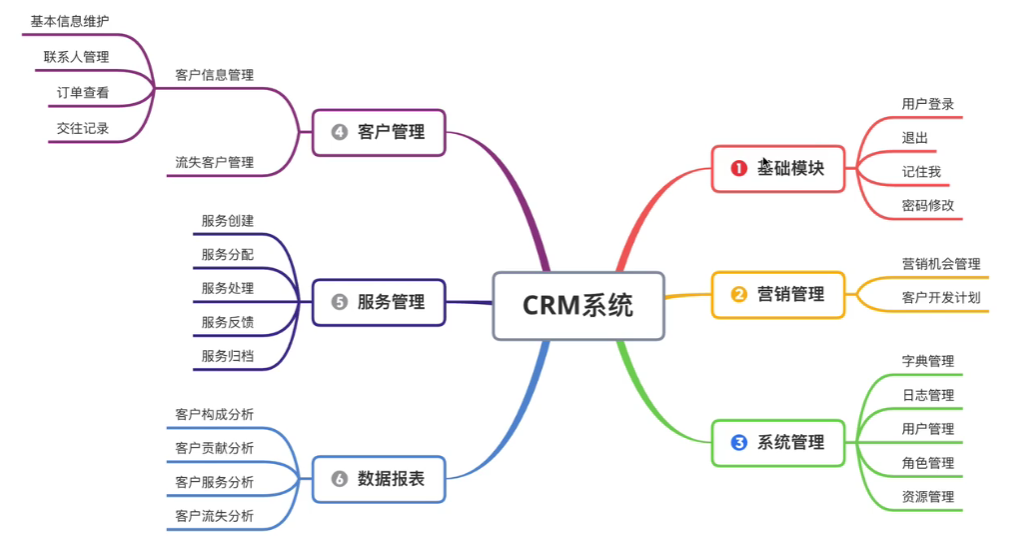 CRM系统
❶ 基础模块
用户登录
退出
记住我
密码修改
❷ 营销管理
营销机会管理
客户开发计划
❸ 系统管理
字典管理
日志管理
用户管理
角色管理
资源管理
❹ 客户管理
客户信息管理
基本信息维护
联系人管理
订单查看
交往记录
流失客户管理
❺ 服务管理
服务创建
服务分配
服务处理
服务反馈
服务归档
❻ 数据报表
客户构成分析
客户贡献分析
客户服务分析
客户流失分析